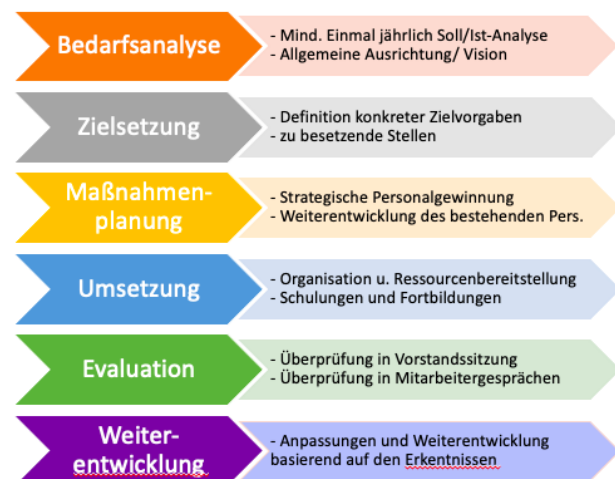 Bedarfsanalyse
- Mind. Einmal jährlich Soll/Ist-Analyse
- Allgemeine Ausrichtung/ Vision
Zielsetzung
- Definition konkreter Zielvorgaben
- zu besetzende Stellen
Maßnahmen-
planung
- Strategische Personalgewinnung
- Weiterentwicklung des bestehenden Pers.
Umsetzung
- Organisation u. Ressourcenbereitstellung
- Schulungen und Fortbildungen
Evaluation
- Überprüfung in Vorstandssitzung
- Überprüfung in Mitarbeitergesprächen
Weiter-
entwicklung
- Anpassungen und Weiterentwicklung
basierend auf den Erkentnissen